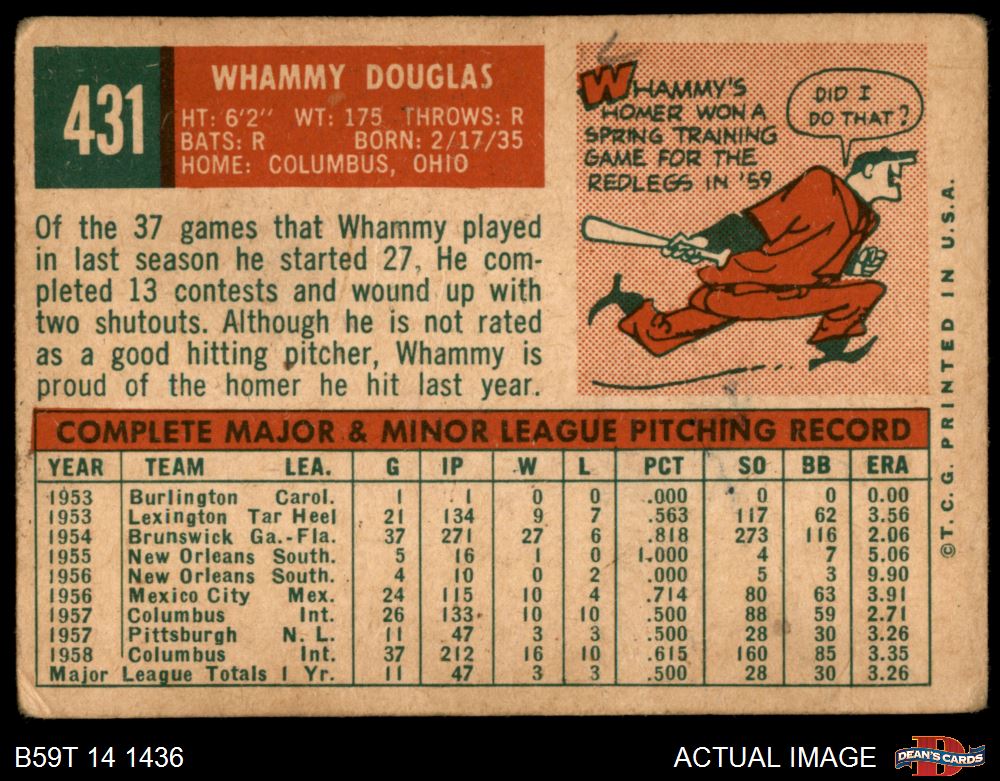 431
WHAMMY DOUGLAS
HT: 6'2" WT: 175 THROWS: R
BATS: R BORN: 2/17/35
HOME: COLUMBUS, OHIO
Of the 37 games that Whammy played
in last season he started 27. He com-
pleted 13 contests and wound up with
two shutouts. Although he is not rated
as a good hitting pitcher, Whammy is
proud of the homer he hit last year.
WHAMMY'S
HOMER WON A
SPRING TRAINING
GAME FOR THE
REDLEGS IN '59
DID I
DO THAT?
©T.C.G. PRINTED IN U.S.A.
COMPLETE MAJOR & MINOR LEAGUE PITCHING RECORD
YEAR TEAM LEA. G IP W L PCT SO BB ERA
1953 Burlington Carol. 1 1 0 0 .000 0 0 0.00
1953 Lexington Tar Heel 21 134 9 7 .563 117 62 3.56
1954 Brunswick Ga.-Fla. 37 271 27 6 .818 273 116 2.06
1955 New Orleans South. 5 16 1 0 1.000 4 7 5.06
1956 New Orleans South. 4 10 0 2 .000 5 3 9.90
1956 Mexico City Mex. 24 115 10 4 .714 80 63 3.91
1957 Columbus Int. 26 133 10 10 .500 88 59 2.71
1957 Pittsburgh N. L. 11 47 3 3 .500 28 30 3.26
1958 Columbus Int. 37 212 16 10 .615 160 85 3.35
Major League Totals 1 Yr. 11 47 3 3 .500 28 30 3.26
B59T 14 1436
ACTUAL IMAGE
DEAN'S CARDS